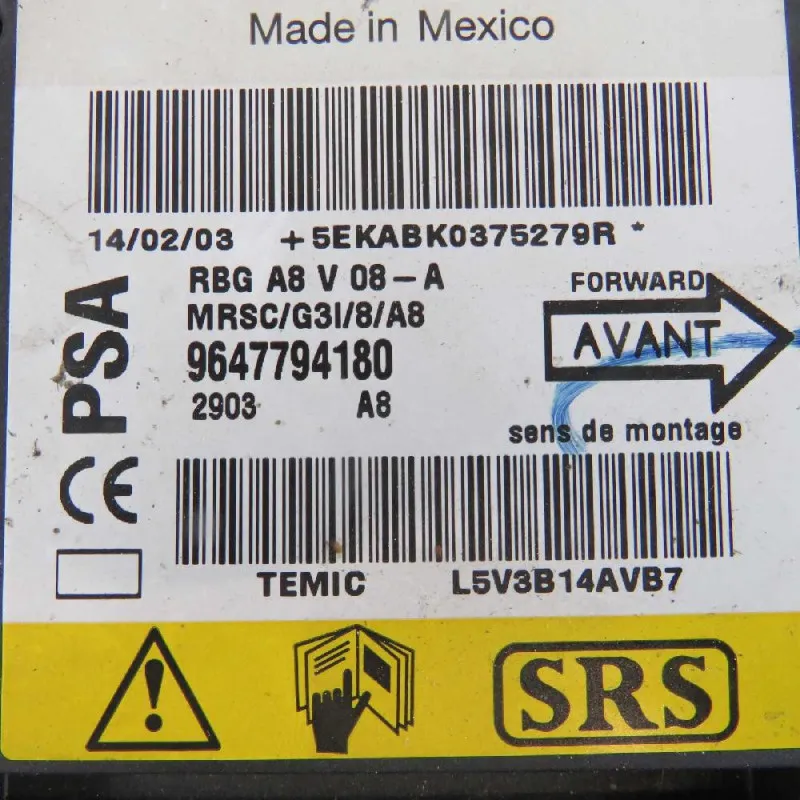 Made in Mexico
14/02/03 +5EKABK0375279R *
RBG A8 V 08-A
MRSC/G3I/8/A8
9647794180
2903 A8
PSA
CE
FORWARD
AVANT
sens de montage
TEMIC L5V3B14AVB7
SRS